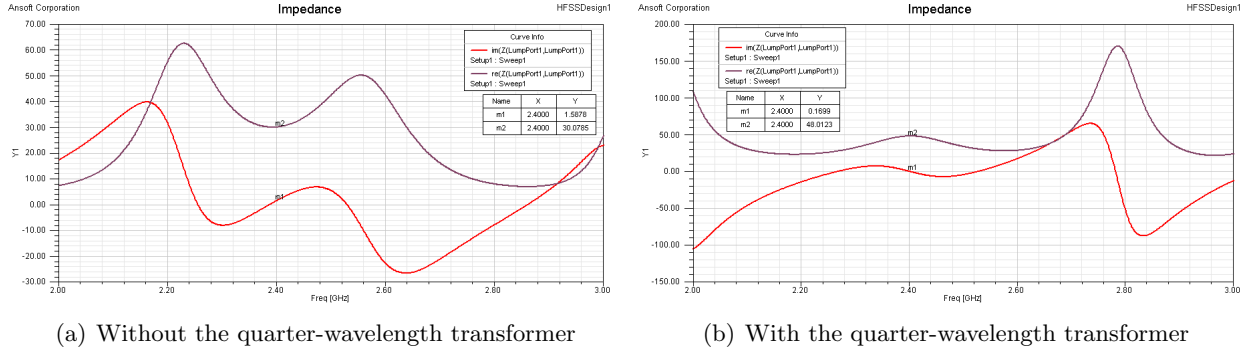 Ansoft Corporation Impedance HFSSDesign1
70.00
60.00
50.00
40.00
30.00
20.00
10.00
0.00
-10.00
-20.00
-30.00
Y1
2.00 2.20 2.40 2.60 2.80 3.00
Freq [GHz]
m2
m1
Curve Info
im(Z(LumpPort1,LumpPort1))
Setup1 : Sweep1
re(Z(LumpPort1,LumpPort1))
Setup1 : Sweep1
Name X Y
m1 2.4000 1.5878
m2 2.4000 30.0785
(a) Without the quarter-wavelength transformer
Ansoft Corporation Impedance HFSSDesign1
200.00
150.00
100.00
50.00
0.00
-50.00
-100.00
-150.00
Y1
2.00 2.20 2.40 2.60 2.80 3.00
Freq [GHz]
m2
m1
Curve Info
im(Z(LumpPort1,LumpPort1))
Setup1 : Sweep1
re(Z(LumpPort1,LumpPort1))
Setup1 : Sweep1
Name X Y
m1 2.4000 0.1699
m2 2.4000 48.0123
(b) With the quarter-wavelength transformer